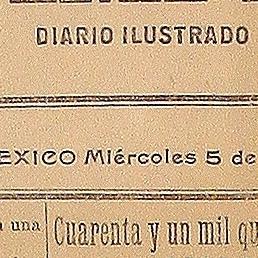 DIARIO ILUSTRADO
EXICO Miércoles 5 de
una
Cuarenta y un mil qu